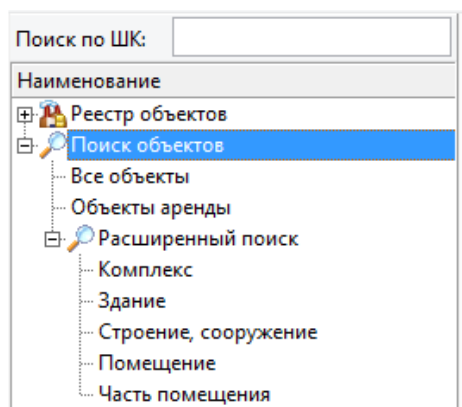 Поиск по ШК:
Наименование
Реестр объектов
Поиск объектов
Все объекты
Объекты аренды
Расширенный поиск
Комплекс
Здание
Строение, сооружение
Помещение
Часть помещения